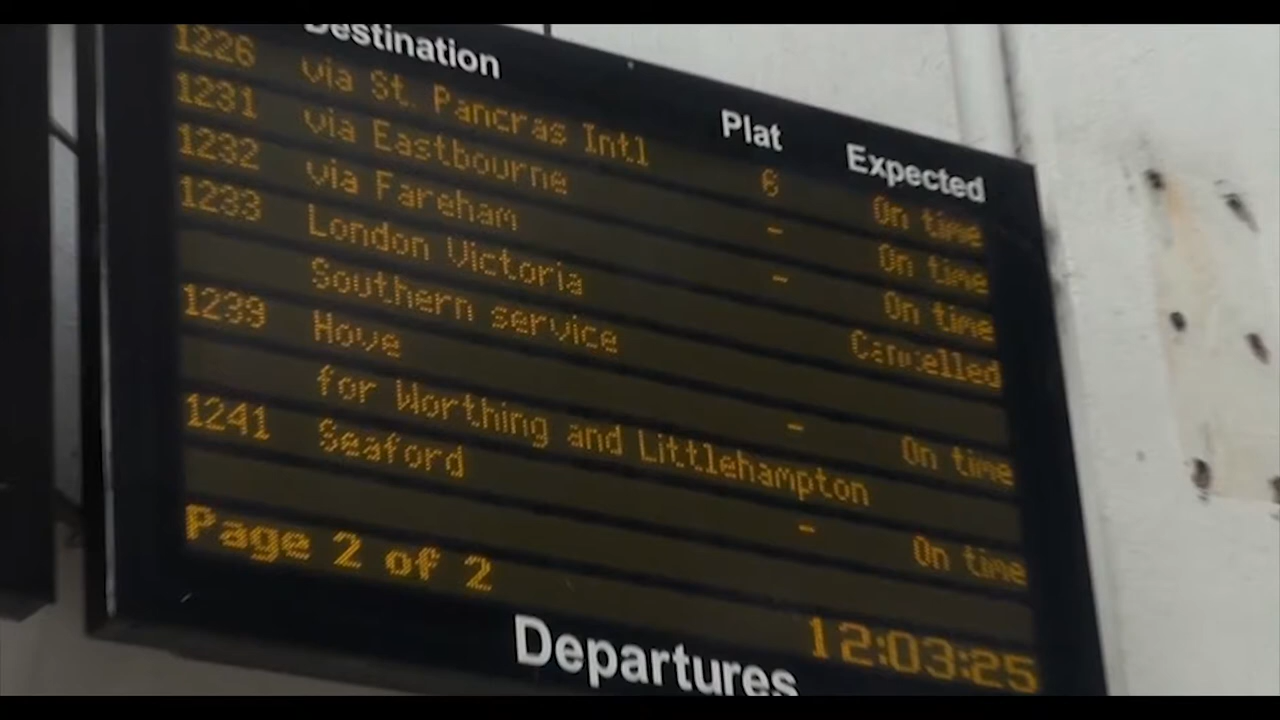 Destination Plat Expected
1226 via St. Pancras Intl 6 On time
1231 via Eastbourne - On time
1232 via Fareham - On time
1233 London Victoria Cancelled
Southern service
1239 Hove - On time
for Worthing and Littlehampton
1241 Seaford - On time
Page 2 of 2 12:03:25
Departures